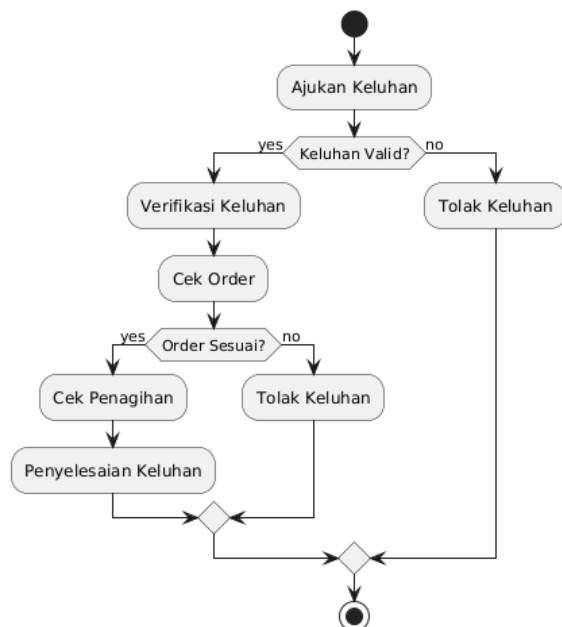 Ajukan Keluhan
yes
Keluhan Valid?
no
Verifikasi Keluhan
Tolak Keluhan
Cek Order
yes
Order Sesuai?
no
Cek Penagihan
Tolak Keluhan
Penyelesaian Keluhan